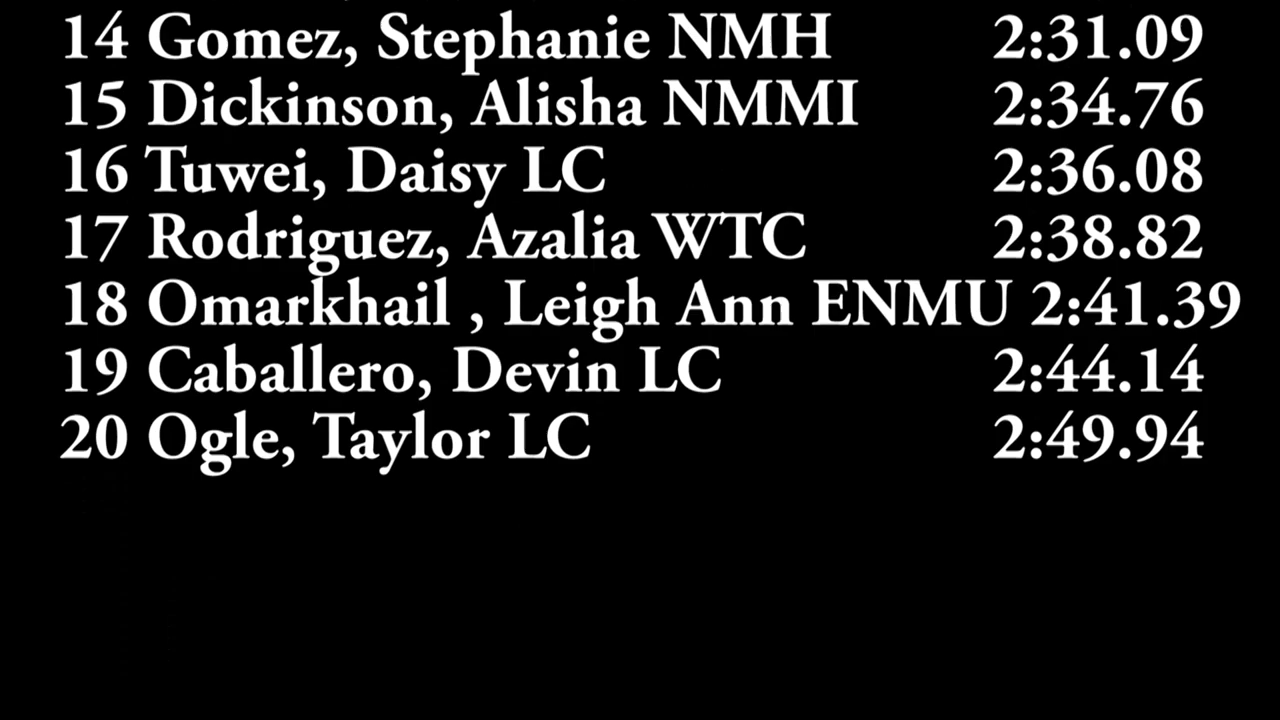 14 Gomez, Stephanie NMH 2:31.09
15 Dickinson, Alisha NMMI 2:34.76
16 Tuwei, Daisy LC 2:36.08
17 Rodriguez, Azalia WTC 2:38.82
18 Omarkhail , Leigh Ann ENMU 2:41.39
19 Caballero, Devin LC 2:44.14
20 Ogle, Taylor LC 2:49.94